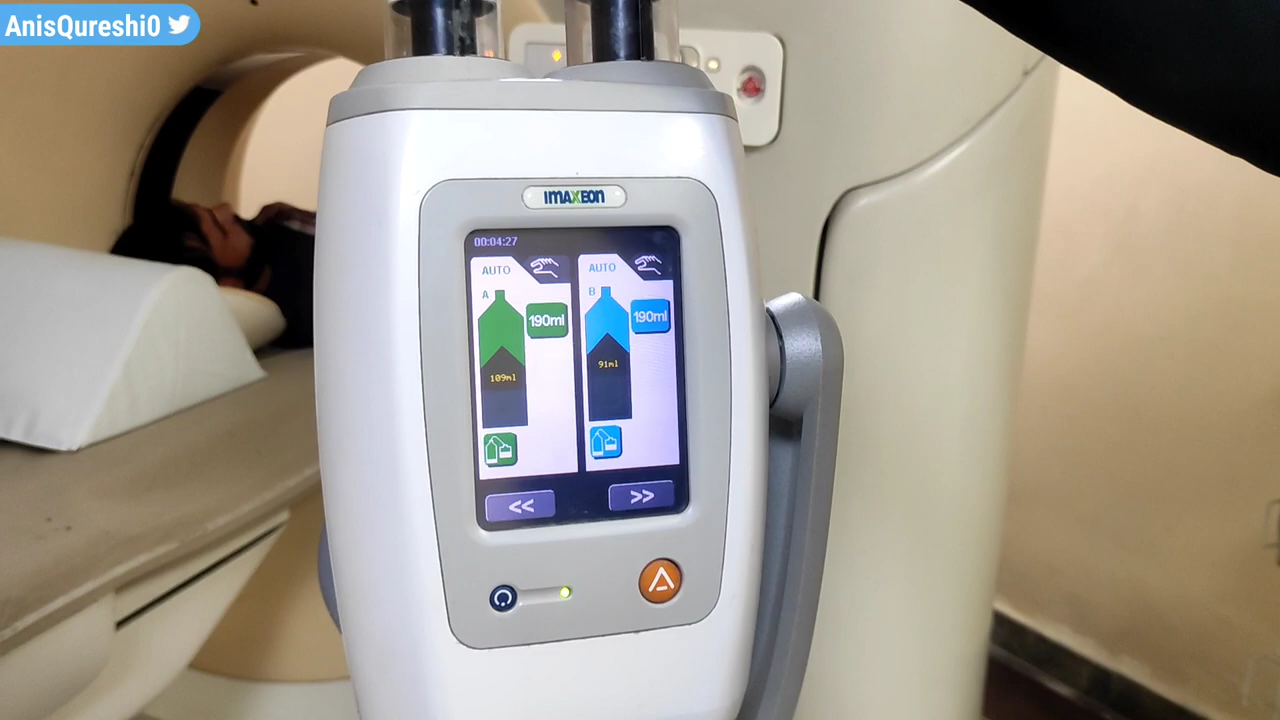 AnisQureshi0
IMAXEON
00:04:27
AUTO
AUTO
A
190ml
B
190ml
109ml
91ml
<<
>>